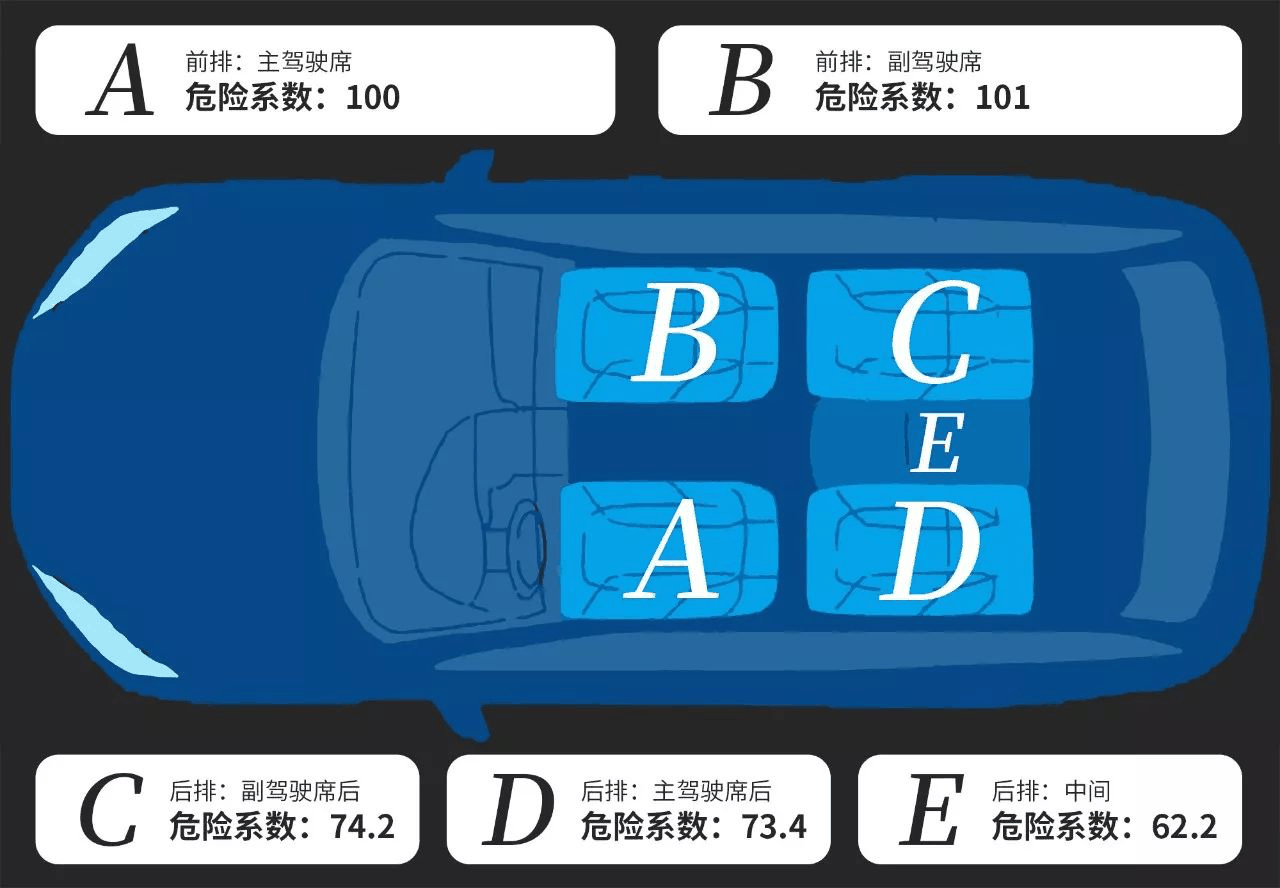 A
前排：主驾驶席
危险系数：100
B
前排：副驾驶席
危险系数：101
B
C
E
A
D
C
后排：副驾驶席后
危险系数：74.2
D
后排：主驾驶席后
危险系数：73.4
E
后排：中间
危险系数：62.2